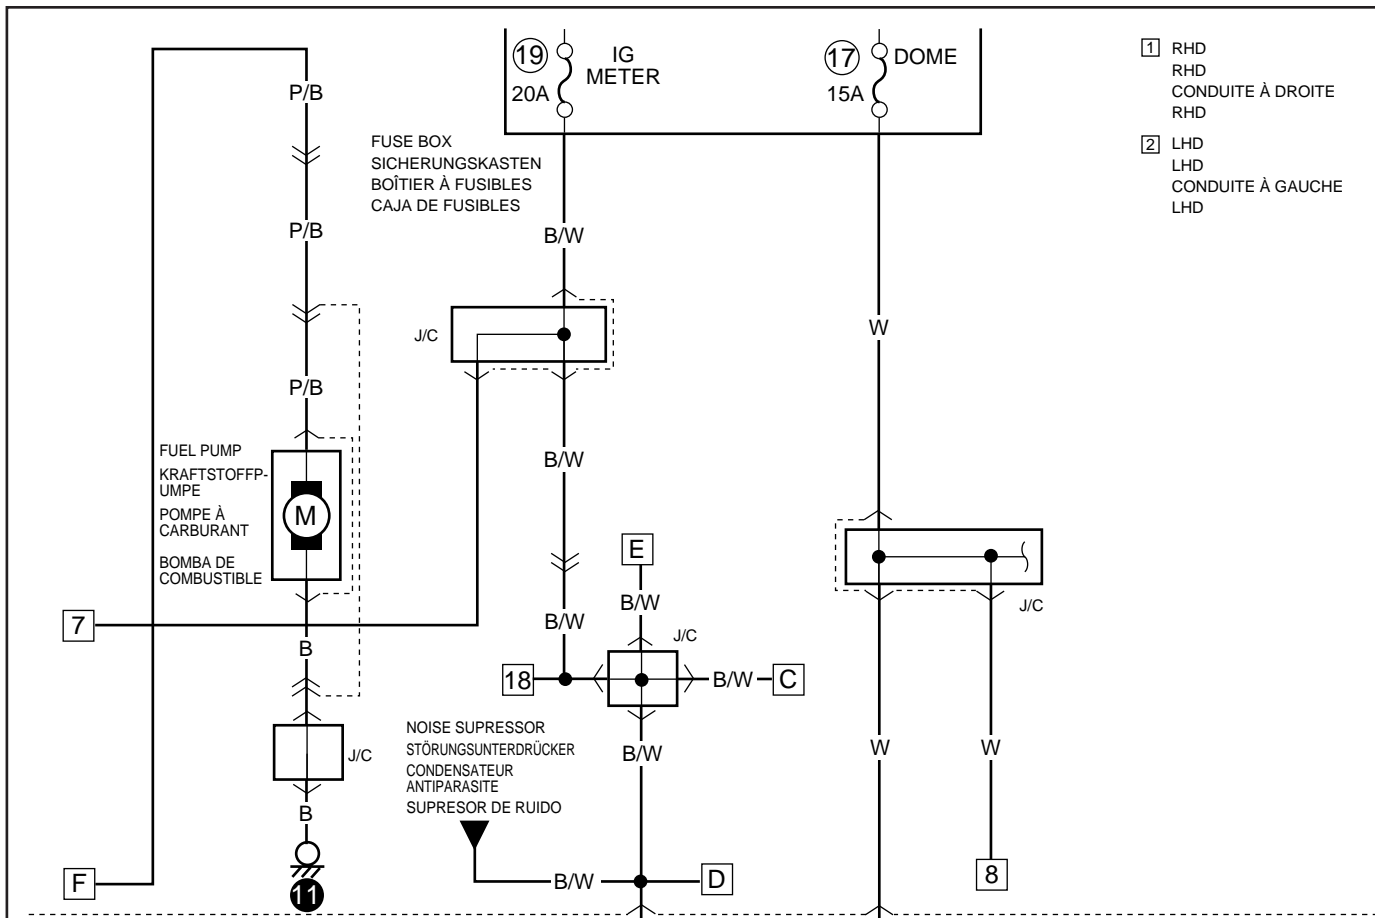 19
IG
METER
20A
17
DOME
15A
1 RHD
RHD
CONDUITE À DROITE
RHD
2 LHD
LHD
CONDUITE À GAUCHE
LHD
P/B
FUSE BOX
SICHERUNGSKASTEN
BOÎTIER À FUSIBLES
CAJA DE FUSIBLES
P/B
B/W
W
J/C
P/B
FUEL PUMP
KRAFTSTOFFP-
UMPE
POMPE À
CARBURANT
BOMBA DE
COMBUSTIBLE
M
B/W
E
B/W
J/C
7
B
B/W
J/C
18
B/W
C
NOISE SUPRESSOR
STÖRUNGSUNTERDRÜCKER
CONDENSATEUR
ANTIPARASITE
SUPRESOR DE RUIDO
J/C
B/W
W
W
B
F
11
B/W
D
8